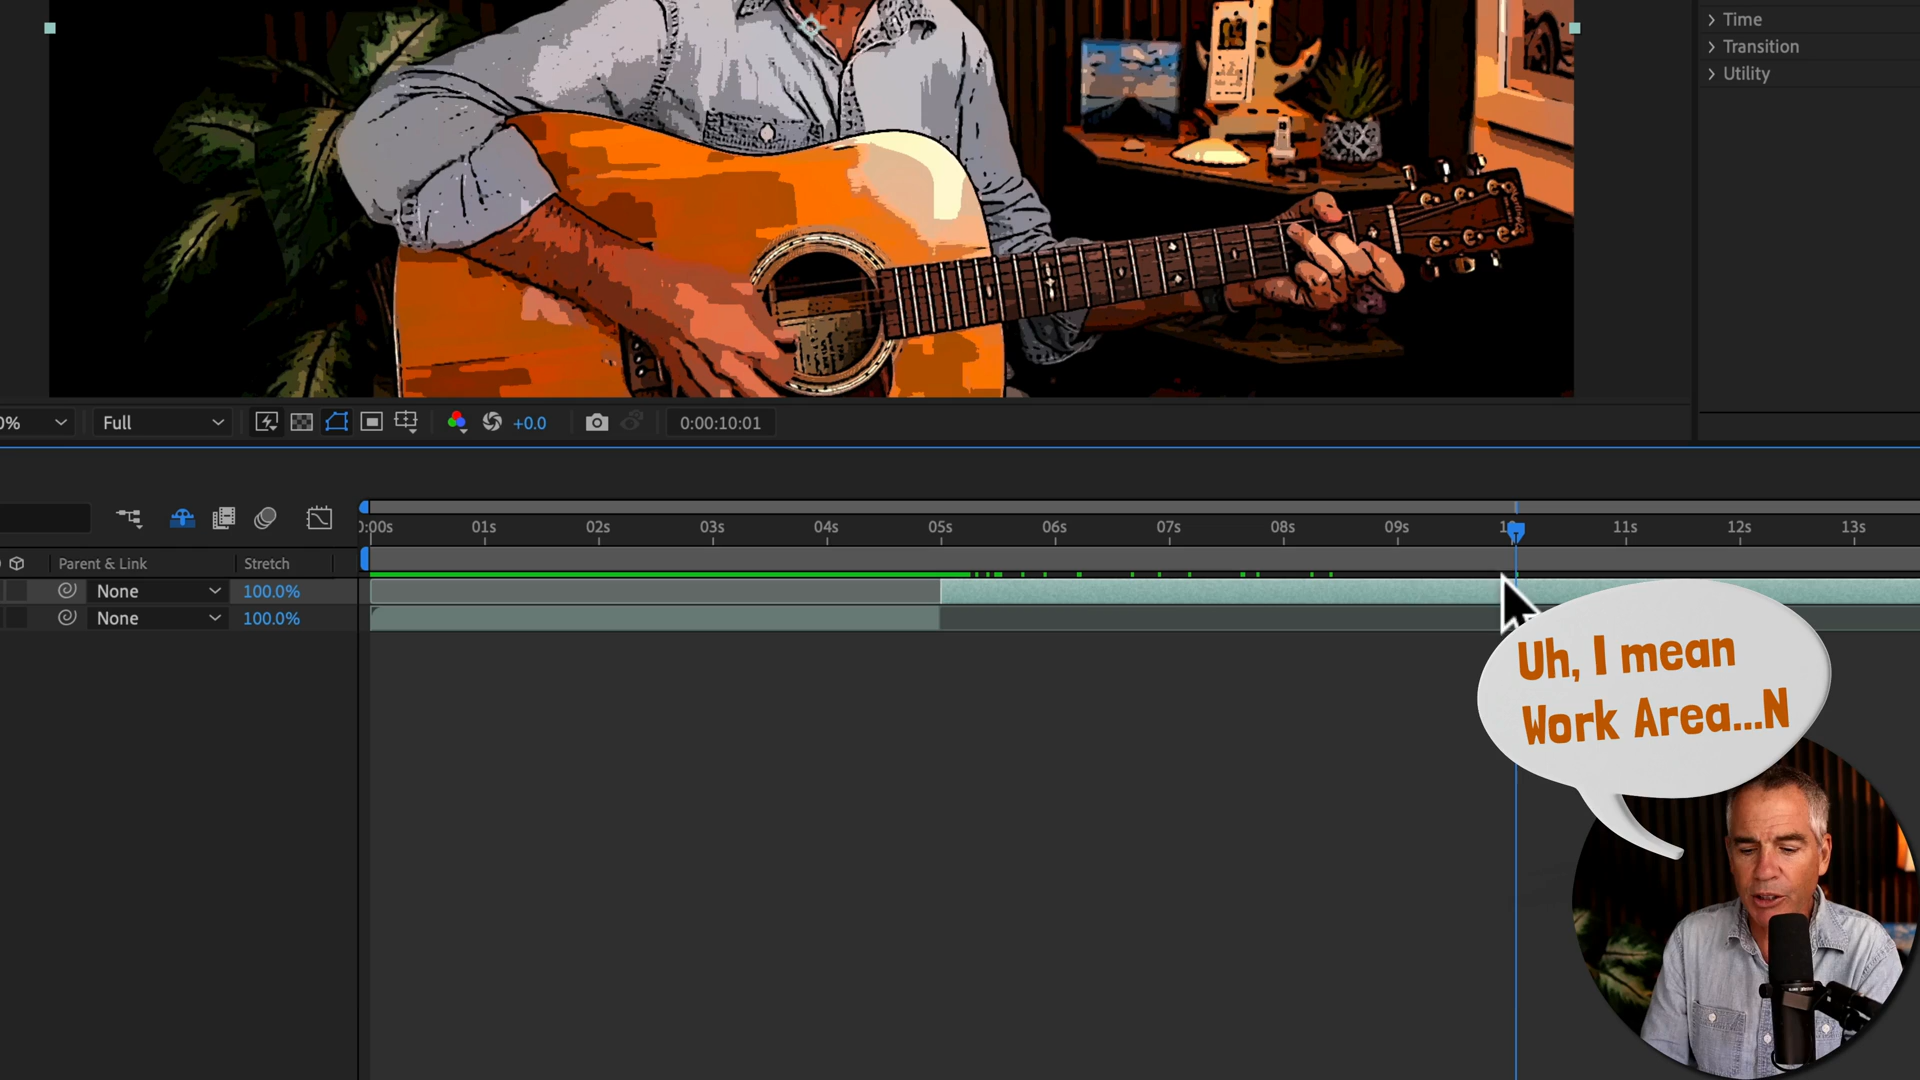 Time
Transition
Utility
0%
Full
+0.0
0:00:10:01
0:00s 01s 02s 03s 04s 05s 06s 07s 08s 09s 11s 12s 13s
Parent & Link Stretch
None 100.0%
None 100.0%
Uh, I mean
Work Area...N